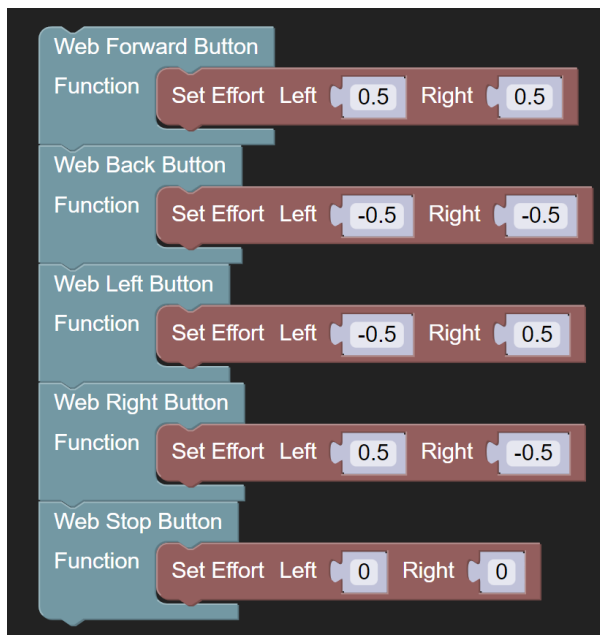 Web Forward Button
Function Set Effort Left 0.5 Right 0.5
Web Back Button
Function Set Effort Left -0.5 Right -0.5
Web Left Button
Function Set Effort Left -0.5 Right 0.5
Web Right Button
Function Set Effort Left 0.5 Right -0.5
Web Stop Button
Function Set Effort Left 0 Right 0